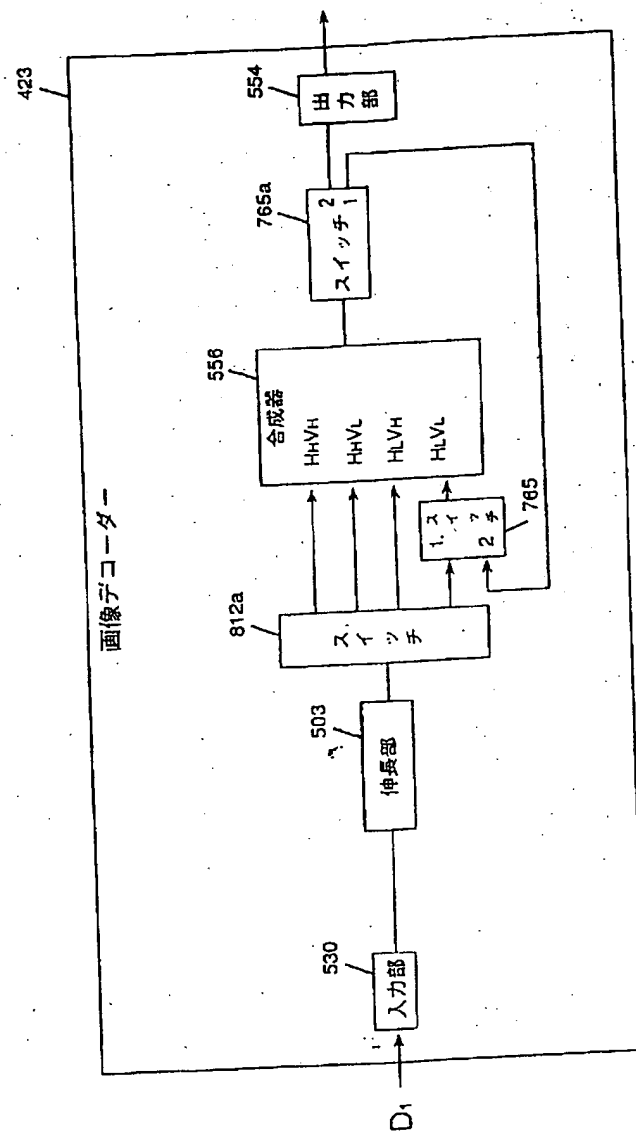 画像デコーダー
423
D1
530
入力部
503
伸長部
812a
スイッチ
556
合成器
HHVH
HHVL
HLVH
HLVL
1.スイッチ
2
765
765a
スイッチ
2
1
554
出力部